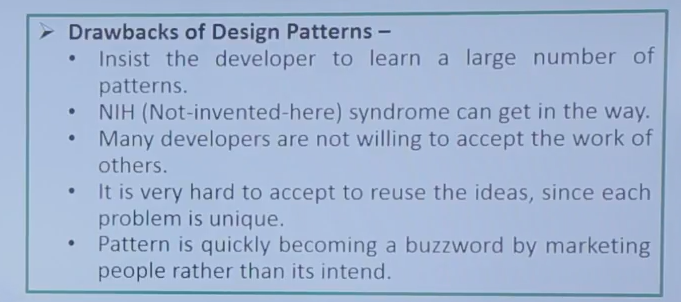 ➢ Drawbacks of Design Patterns –
• Insist the developer to learn a large number of
patterns.
• NIH (Not-invented-here) syndrome can get in the way.
• Many developers are not willing to accept the work of
others.
• It is very hard to accept to reuse the ideas, since each
problem is unique.
• Pattern is quickly becoming a buzzword by marketing
people rather than its intend.